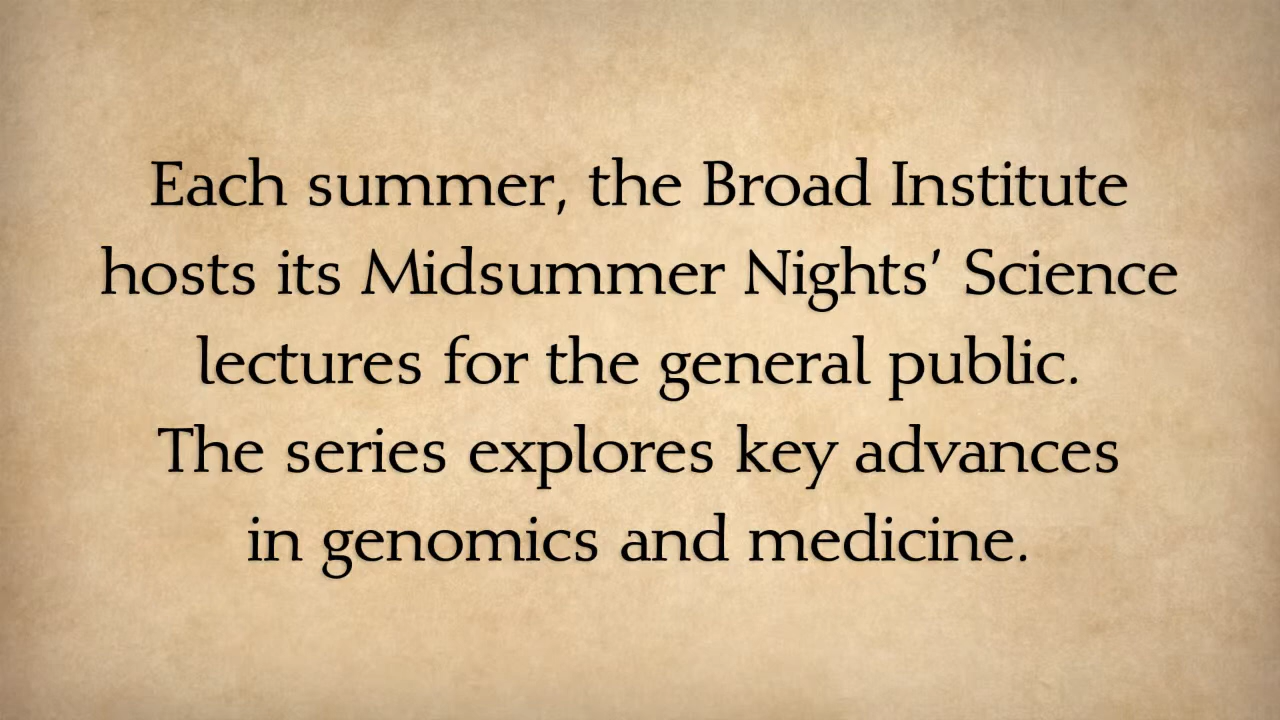 Each summer, the Broad Institute
hosts its Midsummer Nights’ Science
lectures for the general public.
The series explores key advances
in genomics and medicine.